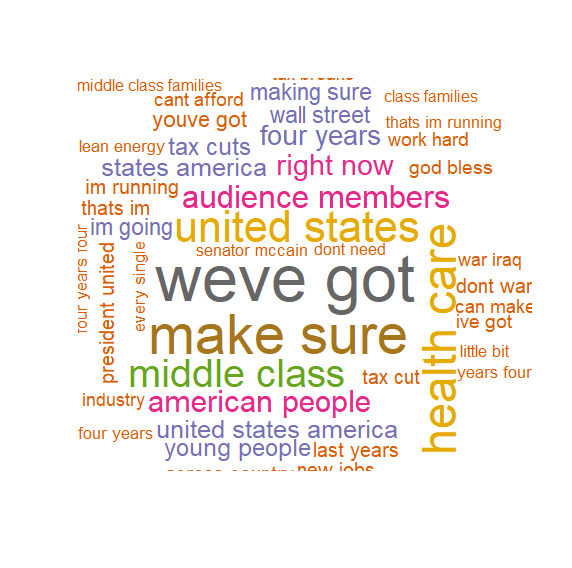 tax breaks
middle class families
making sure
class families
cant afford
wall street
youve got
four years
thats im running
work hard
lean energy
tax cuts
states america
right now
god bless
im running
audience members
thats im
united states
im going
senator mccain
dont need
four years four
president united
every single
weve got
health care
war iraq
dont war
can make
ive got
make sure
little bit
middle class
tax cut
years four
industry
american people
four years
united states america
young people
last years
across country
new jobs